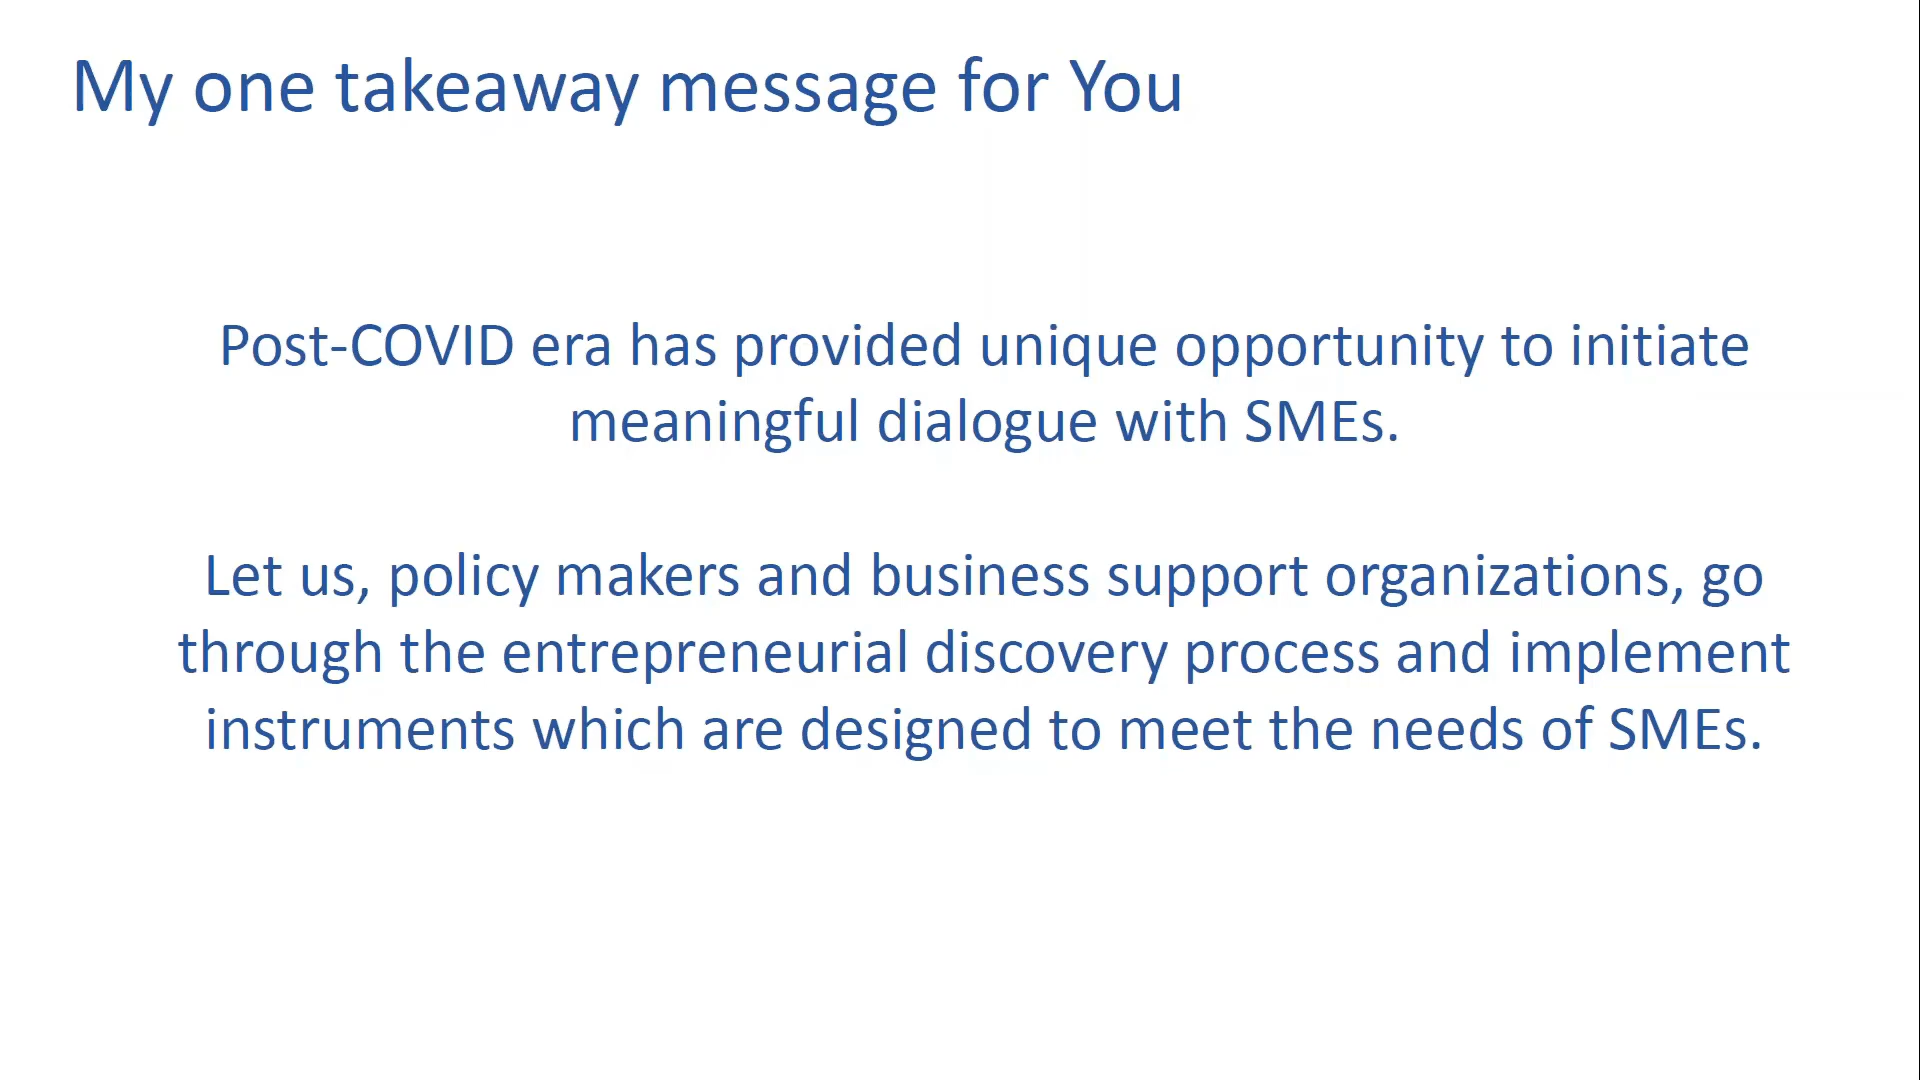 My one takeaway message for You
Post-COVID era has provided unique opportunity to initiate
meaningful dialogue with SMEs.
Let us, policy makers and business support organizations, go
through the entrepreneurial discovery process and implement
instruments which are designed to meet the needs of SMEs.